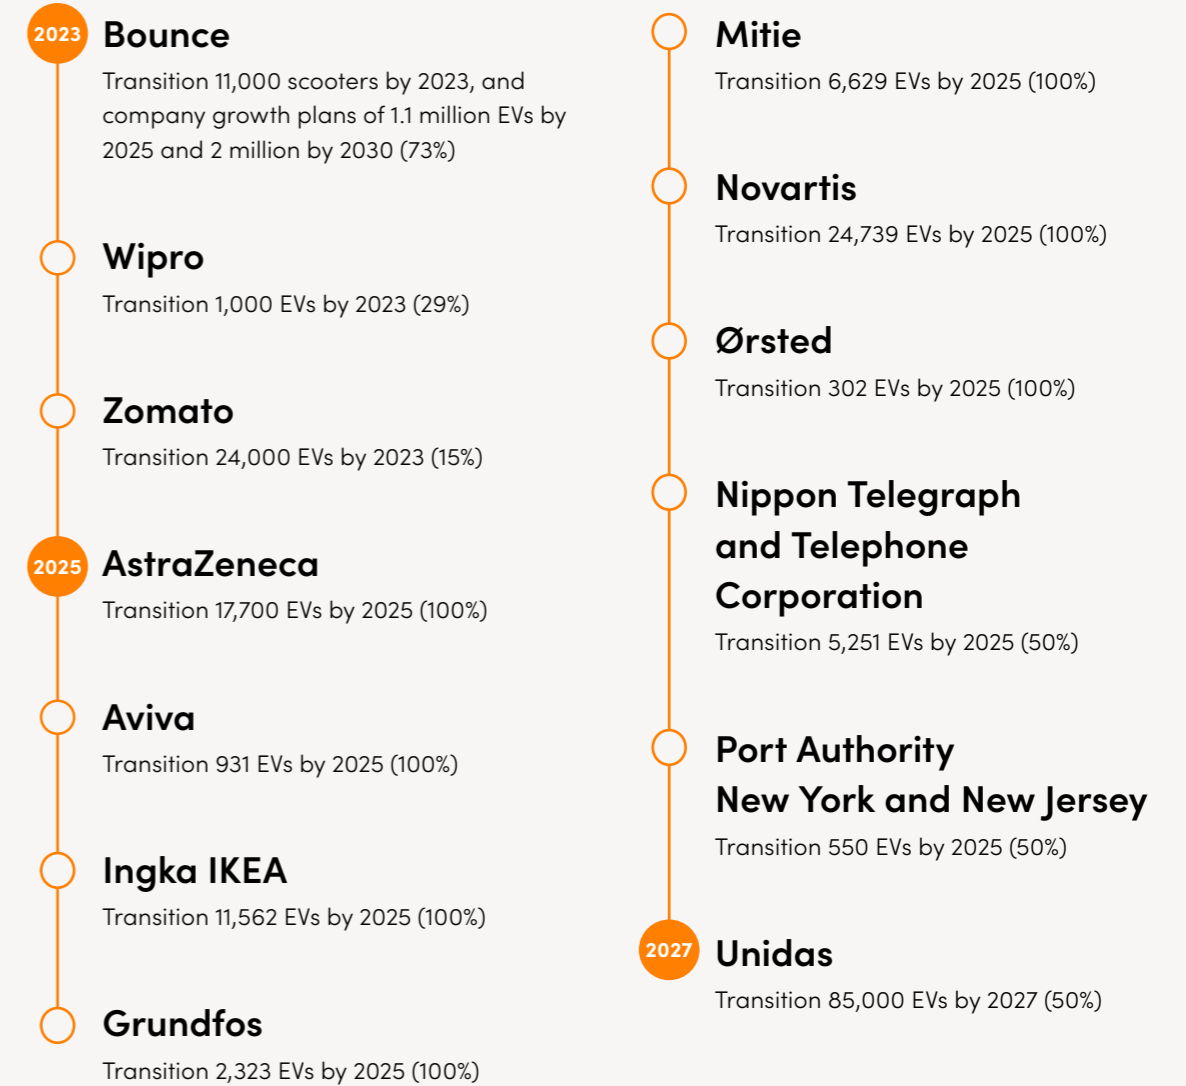 2023
Bounce
Transition 11,000 scooters by 2023, and
company growth plans of 1.1 million EVs by
2025 and 2 million by 2030 (73%)
Wipro
Transition 1,000 EVs by 2023 (29%)
Zomato
Transition 24,000 EVs by 2023 (15%)
2025
AstraZeneca
Transition 17,700 EVs by 2025 (100%)
Aviva
Transition 931 EVs by 2025 (100%)
Ingka IKEA
Transition 11,562 EVs by 2025 (100%)
Grundfos
Transition 2,323 EVs by 2025 (100%)
Mitie
Transition 6,629 EVs by 2025 (100%)
Novartis
Transition 24,739 EVs by 2025 (100%)
Ørsted
Transition 302 EVs by 2025 (100%)
Nippon Telegraph
and Telephone
Corporation
Transition 5,251 EVs by 2025 (50%)
Port Authority
New York and New Jersey
Transition 550 EVs by 2025 (50%)
2027
Unidas
Transition 85,000 EVs by 2027 (50%)